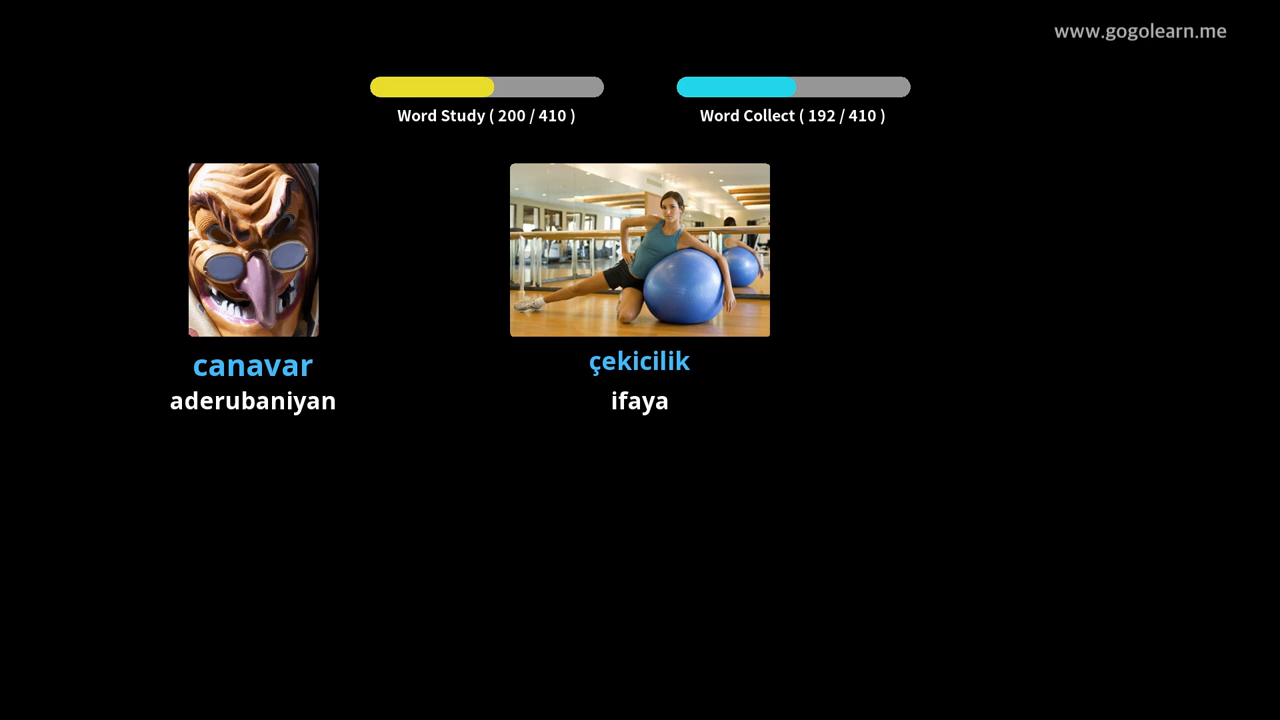 www.gogolearn.me
Word Study ( 200 / 410 )
Word Collect ( 192 / 410 )
canavar
aderubaniyan
çekicilik
ifaya